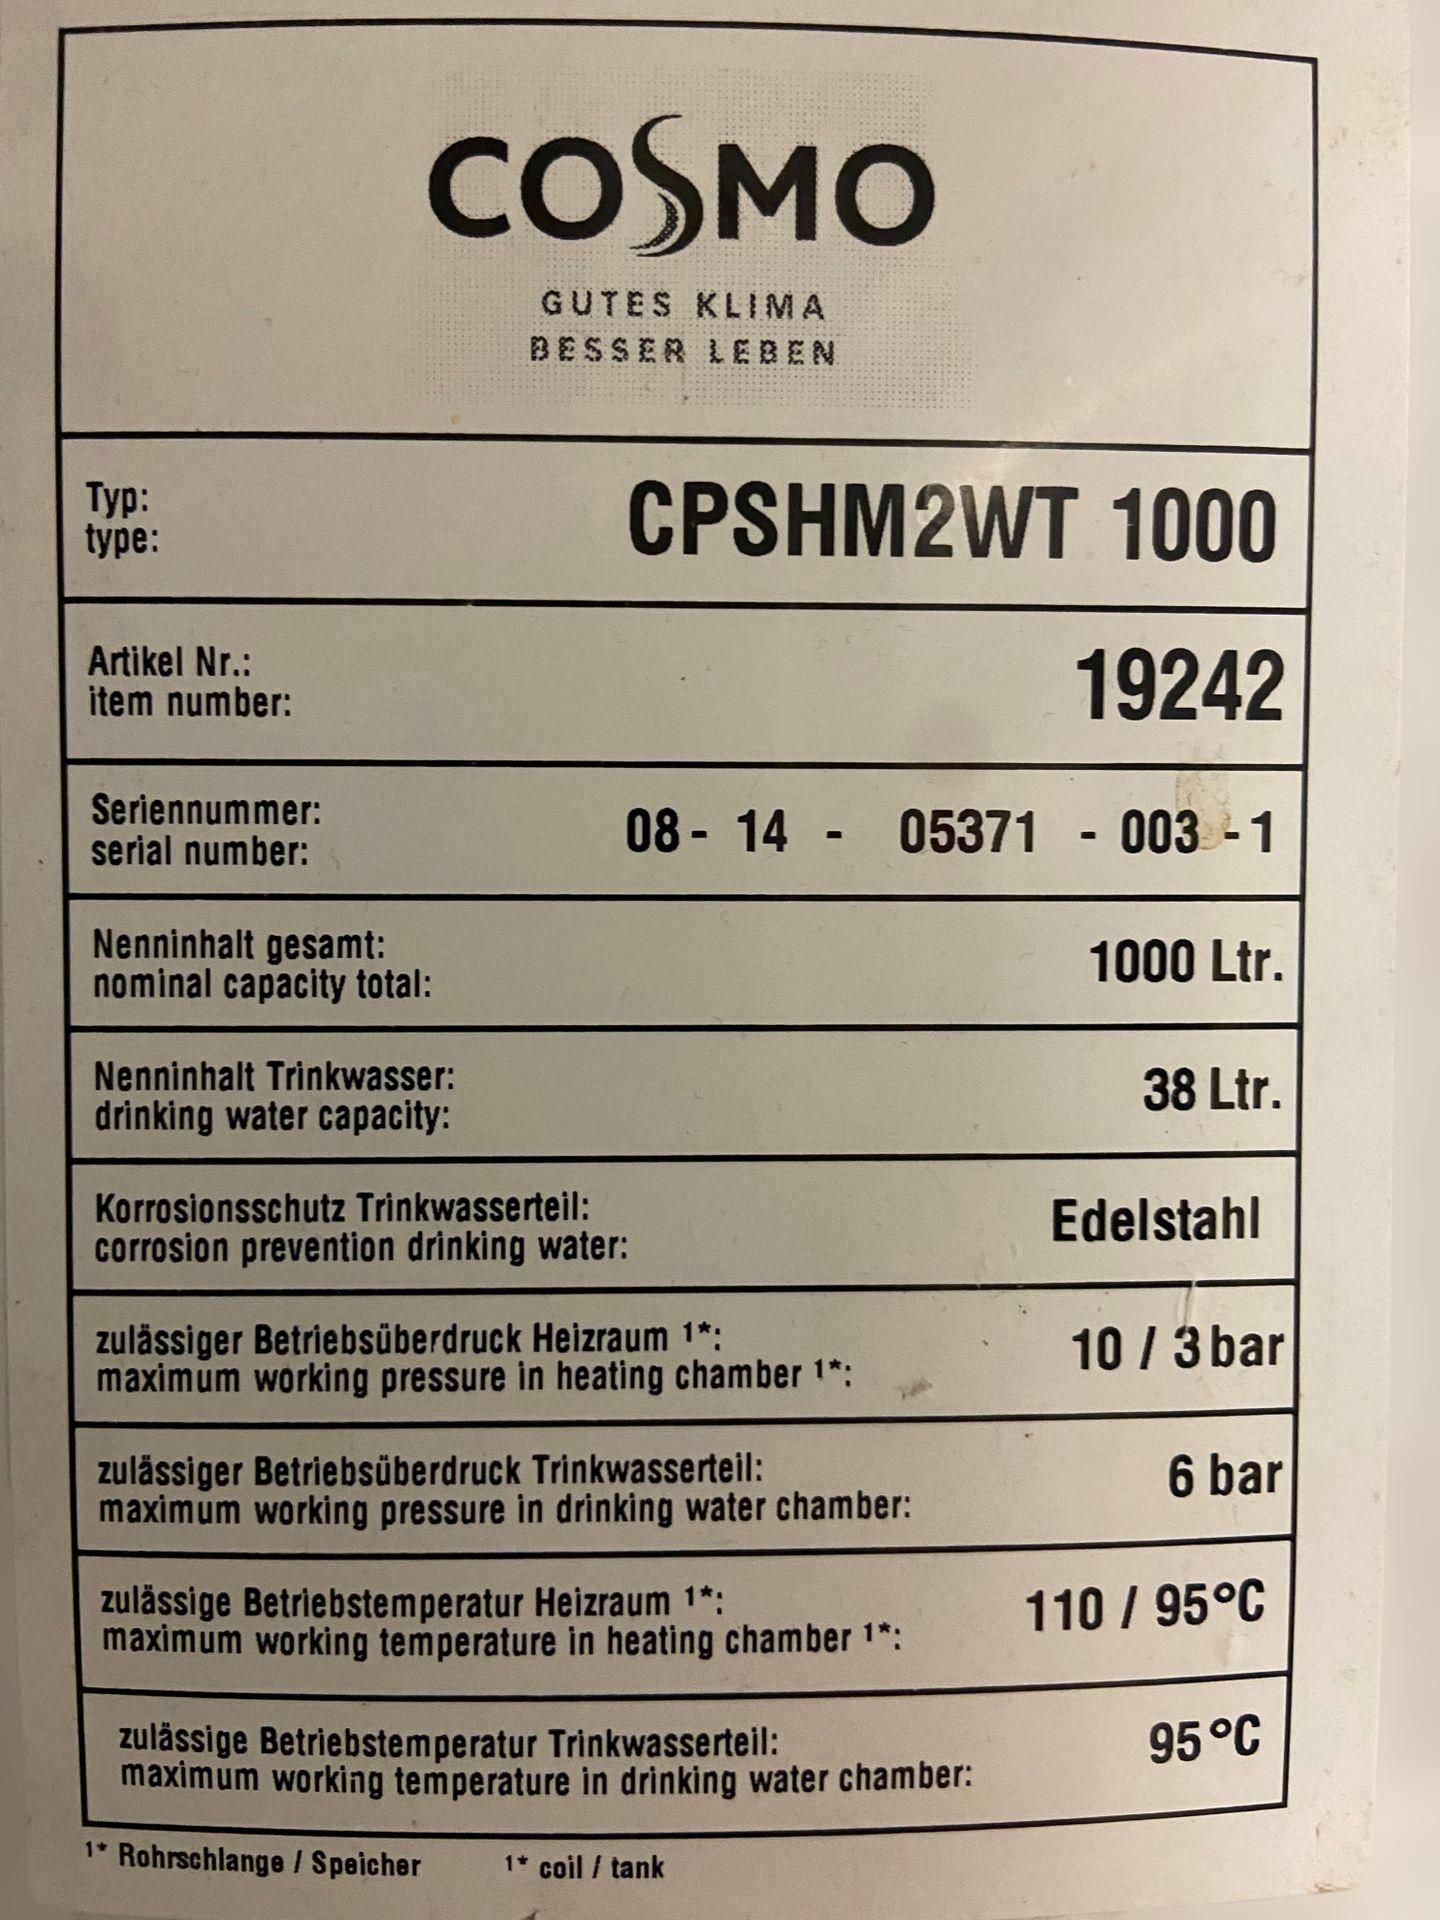 COSMO
GUTES KLIMA
BESSER LEBEN
Typ:
type:
CPSHM2WT 1000
Artikel Nr.:
item number:
19242
Seriennummer:
serial number:
08- 14 - 05371 - 003 - 1
Nenninhalt gesamt:
nominal capacity total:
1000 Ltr.
Nenninhalt Trinkwasser:
drinking water capacity:
38 Ltr.
Korrosionsschutz Trinkwasserteil:
corrosion prevention drinking water:
Edelstahl
zulässiger Betriebsüberdruck Heizraum 1*:
maximum working pressure in heating chamber 1*:
10 / 3 bar
zulässiger Betriebsüberdruck Trinkwasserteil:
maximum working pressure in drinking water chamber:
6 bar
zulässige Betriebstemperatur Heizraum 1*:
maximum working temperature in heating chamber 1*:
110 / 95°C
zulässige Betriebstemperatur Trinkwasserteil:
maximum working temperature in drinking water chamber:
95°C
1* Rohrschlange / Speicher 1* coil / tank